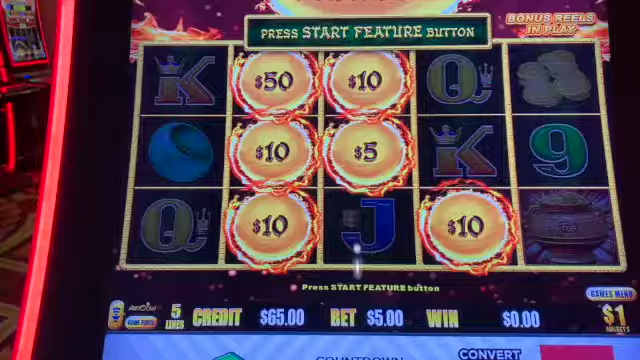 PRESS START FEATURE BUTTON
BONUS REELS
IN PLAY
K $50 $10 Q
$10 $5 K 9
Q $10 J $10
Press START FEATURE button
GAMES MENU
5 LINES CREDIT $65.00 BET $5.00 WIN $0.00 $1
COUNTDOWN
CONVERT